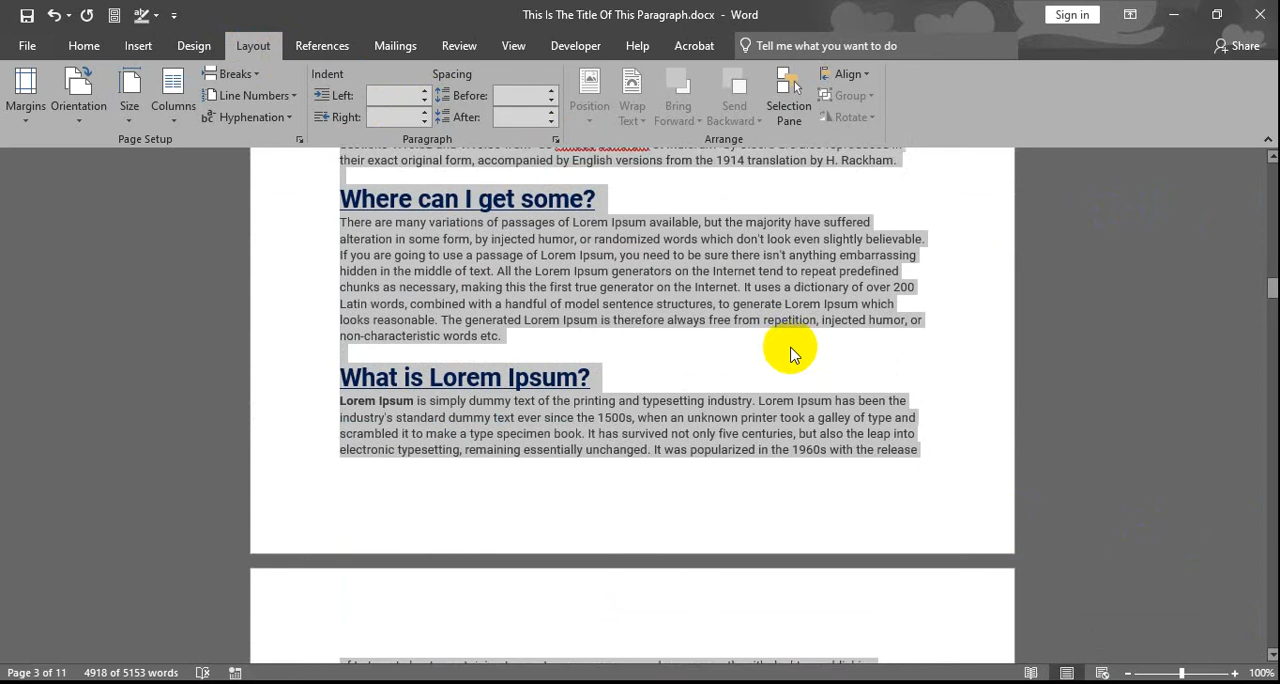 This Is The Title Of This Paragraph.docx - Word
Sign in
File Home Insert Design Layout References Mailings Review View Developer Help Acrobat Tell me what you want to do Share
Margins
Orientation
Size
Columns
Breaks
Line Numbers
Hyphenation
Page Setup
Indent
Left:
Right:
Spacing
Before:
After:
Paragraph
Position
Wrap
Text
Bring
Forward
Send
Backward
Selection
Pane
Align
Group
Rotate
Arrange
their exact original form, accompanied by English versions from the 1914 translation by H. Rackham.
Where can I get some?
There are many variations of passages of Lorem Ipsum available, but the majority have suffered
alteration in some form, by injected humor, or randomized words which don't look even slightly believable.
If you are going to use a passage of Lorem Ipsum, you need to be sure there isn't anything embarrassing
hidden in the middle of text. All the Lorem Ipsum generators on the Internet tend to repeat predefined
chunks as necessary, making this the first true generator on the Internet. It uses a dictionary of over 200
Latin words, combined with a handful of model sentence structures, to generate Lorem Ipsum which
looks reasonable. The generated Lorem Ipsum is therefore always free from repetition, injected humor, or
non-characteristic words etc.
What is Lorem Ipsum?
Lorem Ipsum is simply dummy text of the printing and typesetting industry. Lorem Ipsum has been the
industry's standard dummy text ever since the 1500s, when an unknown printer took a galley of type and
scrambled it to make a type specimen book. It has survived not only five centuries, but also the leap into
electronic typesetting, remaining essentially unchanged. It was popularized in the 1960s with the release
Page 3 of 11 4918 of 5153 words 100%